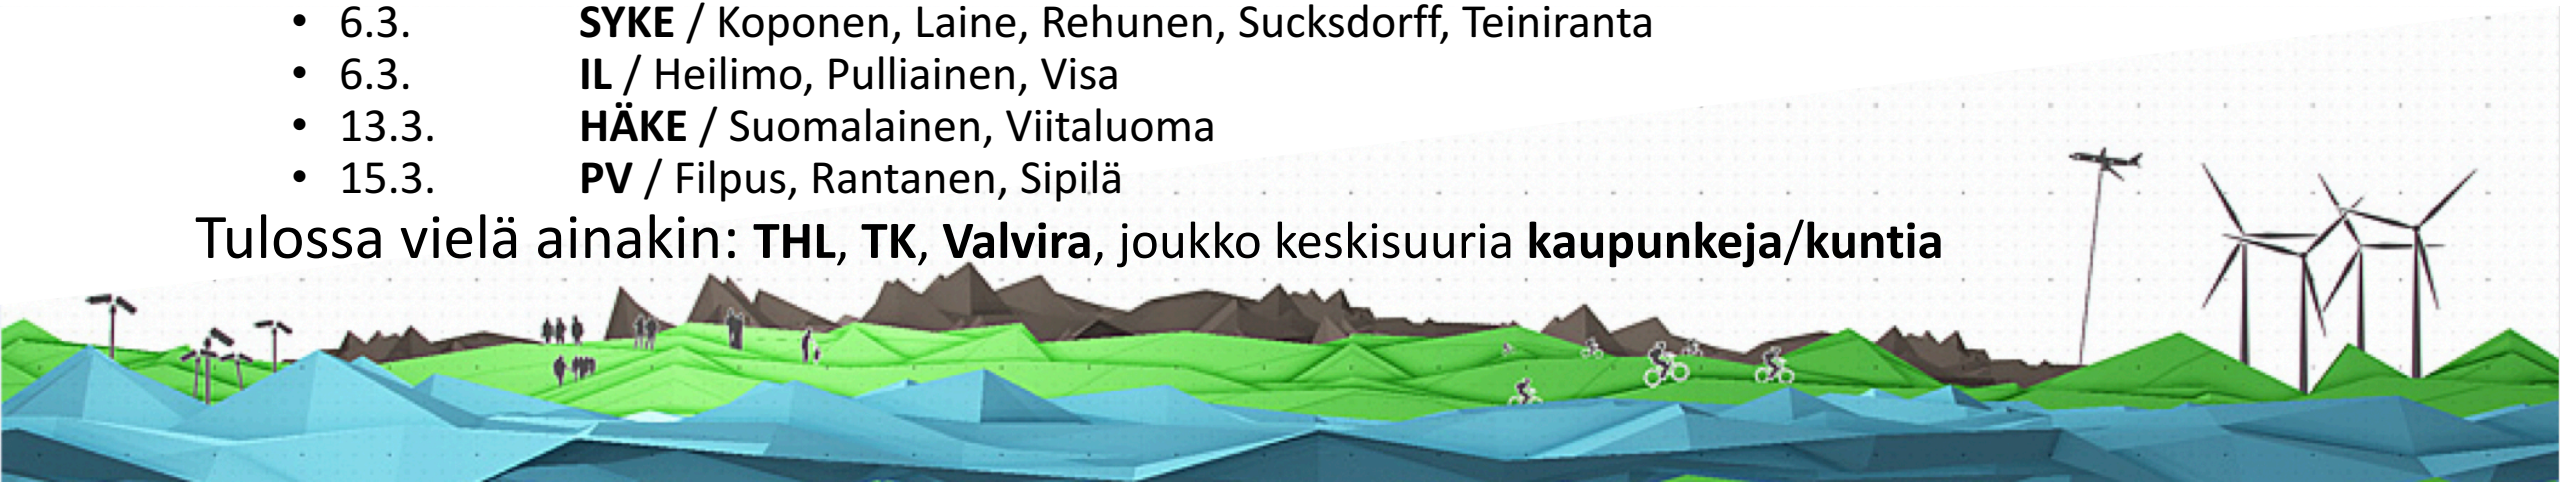 • 6.3. SYKE / Koponen, Laine, Rehunen, Sucksdorff, Teiniranta
• 6.3. IL / Heilimo, Pulliainen, Visa
• 13.3. HÄKE / Suomalainen, Viitaluoma
• 15.3. PV / Filpus, Rantanen, Sipilä
Tulossa vielä ainakin: THL, TK, Valvira, joukko keskisuuria kaupunkeja/kuntia